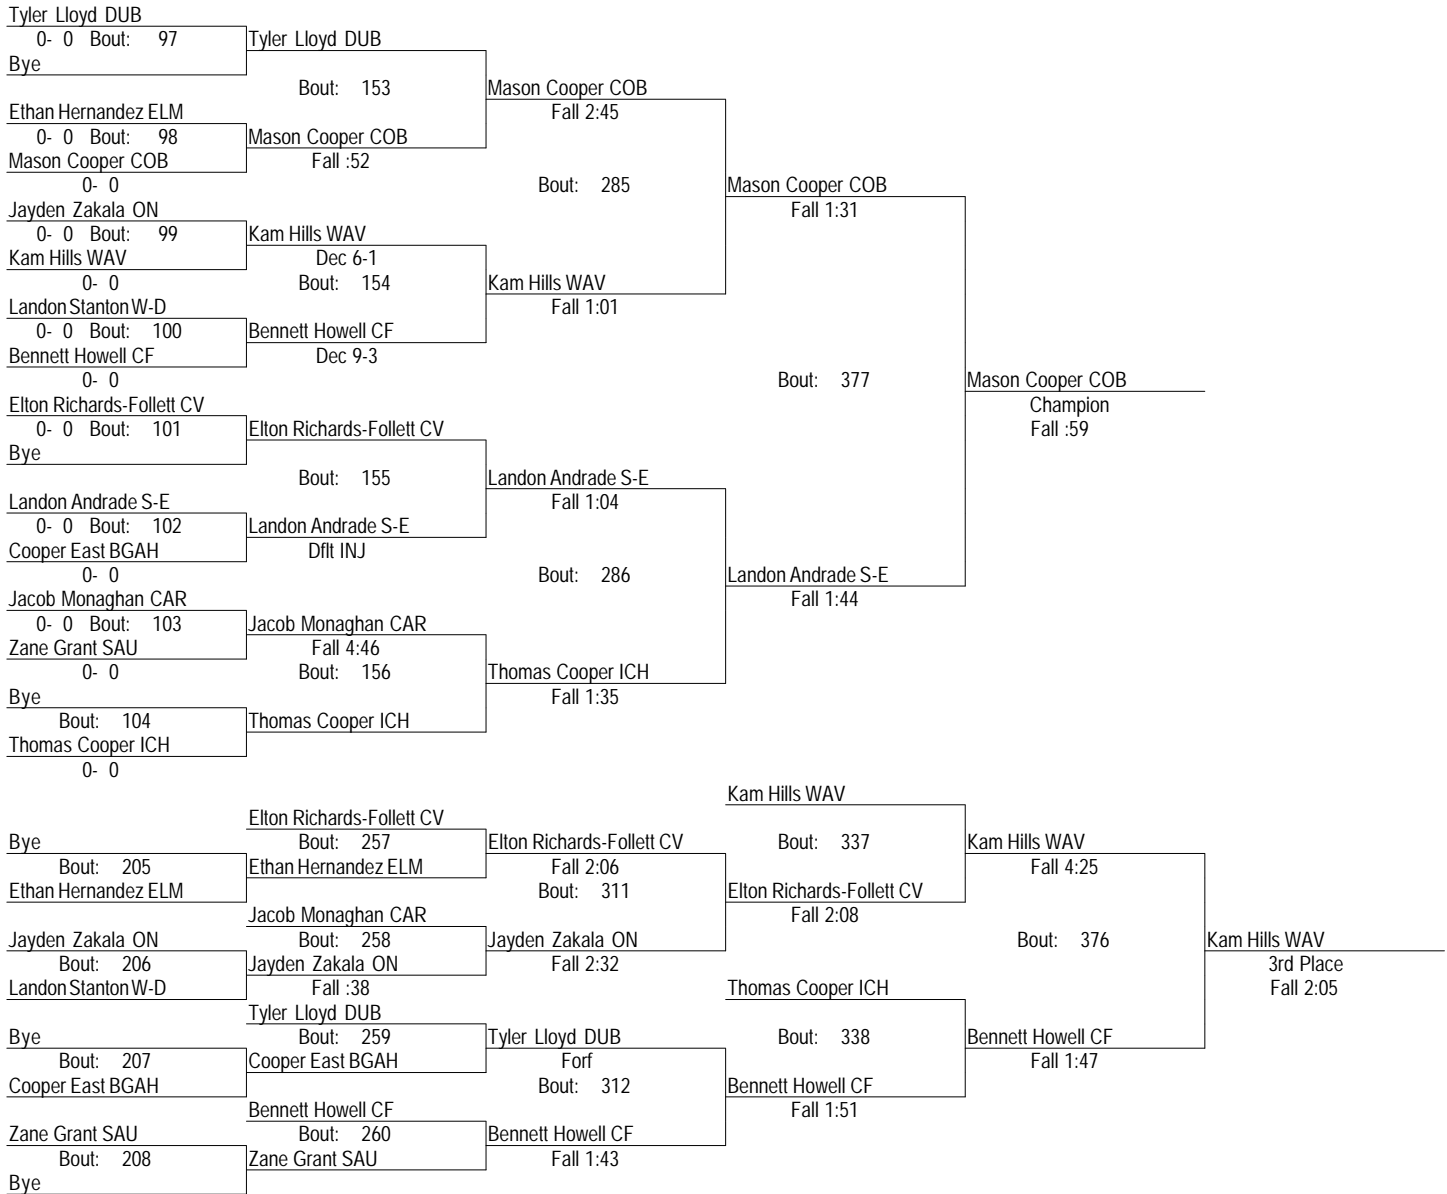 Tyler Lloyd DUB
0- 0 Bout: 97
Bye
Ethan Hernandez ELM
0- 0 Bout: 98
Mason Cooper COB
0- 0
Jayden Zakala ON
0- 0 Bout: 99
Kam Hills WAV
0- 0
Landon Stanton W-D
0- 0 Bout: 100
Bennett Howell CF
0- 0
Elton Richards-Follett CV
0- 0 Bout: 101
Bye
Landon Andrade S-E
0- 0 Bout: 102
Cooper East BGAH
0- 0
Jacob Monaghan CAR
0- 0 Bout: 103
Zane Grant SAU
0- 0
Bye
Bout: 104
Thomas Cooper ICH
0- 0
Tyler Lloyd DUB
Bout: 153
Mason Cooper COB
Fall :52
Kam Hills WAV
Dec 6-1
Bout: 154
Bennett Howell CF
Dec 9-3
Elton Richards-Follett CV
Bout: 155
Landon Andrade S-E
Dflt INJ
Jacob Monaghan CAR
Fall 4:46
Bout: 156
Thomas Cooper ICH
Mason Cooper COB
Fall 2:45
Bout: 285
Kam Hills WAV
Fall 1:01
Landon Andrade S-E
Fall 1:04
Bout: 286
Thomas Cooper ICH
Fall 1:35
Mason Cooper COB
Fall 1:31
Bout: 377
Landon Andrade S-E
Fall 1:44
Mason Cooper COB
Champion
Fall :59
Bye
Bout: 205
Ethan Hernandez ELM
Jayden Zakala ON
Bout: 206
Landon Stanton W-D
Bye
Bout: 207
Cooper East BGAH
Zane Grant SAU
Bout: 208
Bye
Elton Richards-Follett CV
Bout: 257
Ethan Hernandez ELM
Jacob Monaghan CAR
Bout: 258
Jayden Zakala ON
Fall :38
Tyler Lloyd DUB
Bout: 259
Cooper East BGAH
Bennett Howell CF
Bout: 260
Zane Grant SAU
Elton Richards-Follett CV
Fall 2:06
Bout: 311
Jayden Zakala ON
Fall 2:32
Tyler Lloyd DUB
Forf
Bout: 312
Bennett Howell CF
Fall 1:43
Kam Hills WAV
Bout: 337
Elton Richards-Follett CV
Fall 2:08
Thomas Cooper ICH
Bout: 338
Bennett Howell CF
Fall 1:51
Kam Hills WAV
Fall 4:25
Bout: 376
Bennett Howell CF
Fall 1:47
Kam Hills WAV
3rd Place
Fall 2:05